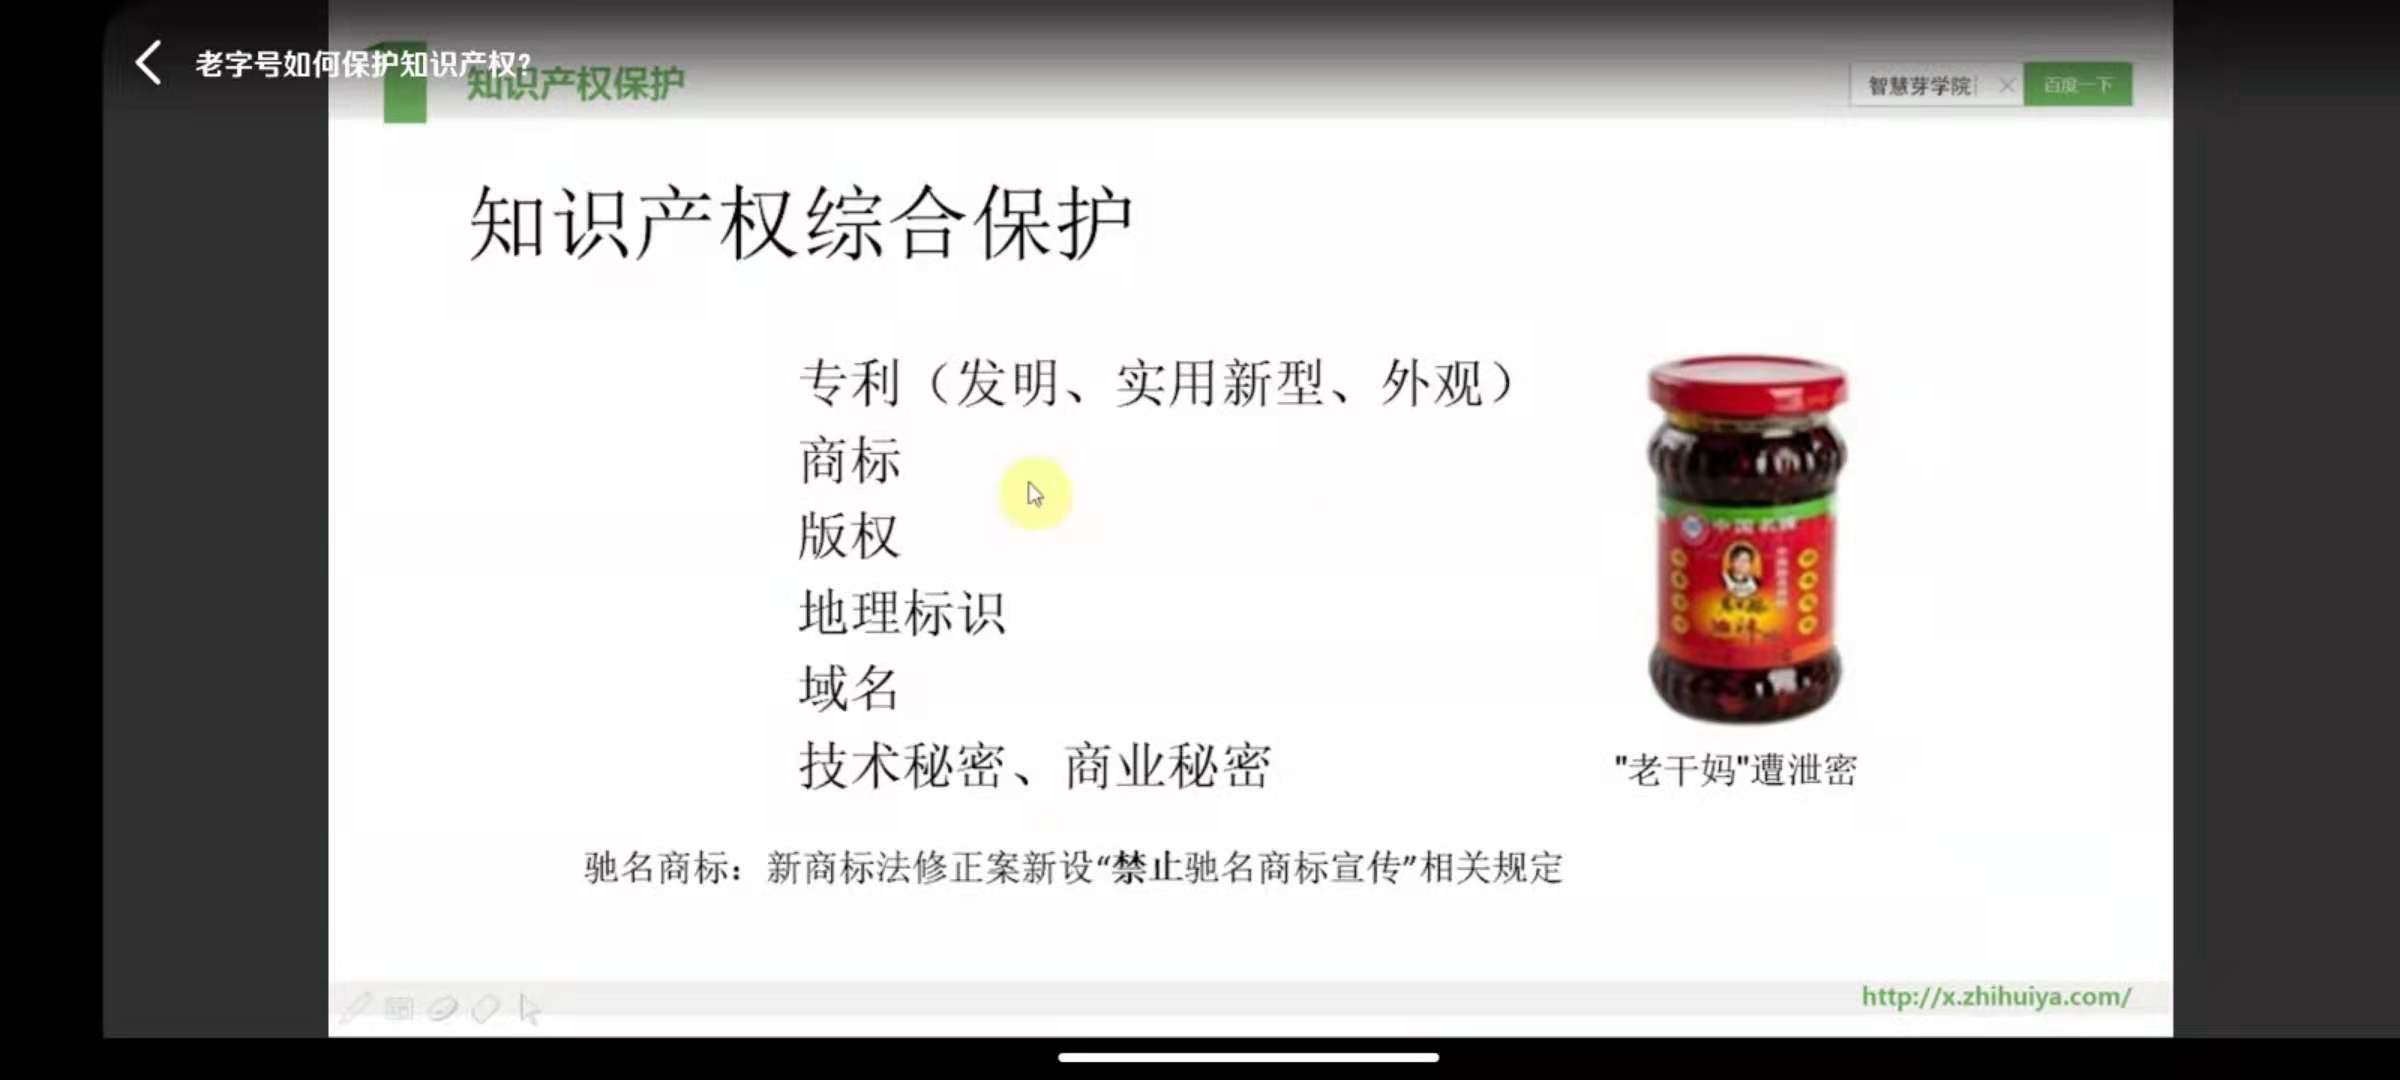 老字号如何保护知识产权?
知识产权保护
智慧芽学院
百度一下
知识产权综合保护
专利（发明、实用新型、外观）
商标
版权
地理标识
域名
技术秘密、商业秘密
"老干妈"遭泄密
驰名商标：新商标法修正案新设“禁止驰名商标宣传”相关规定
http://x.zhihuiya.com/